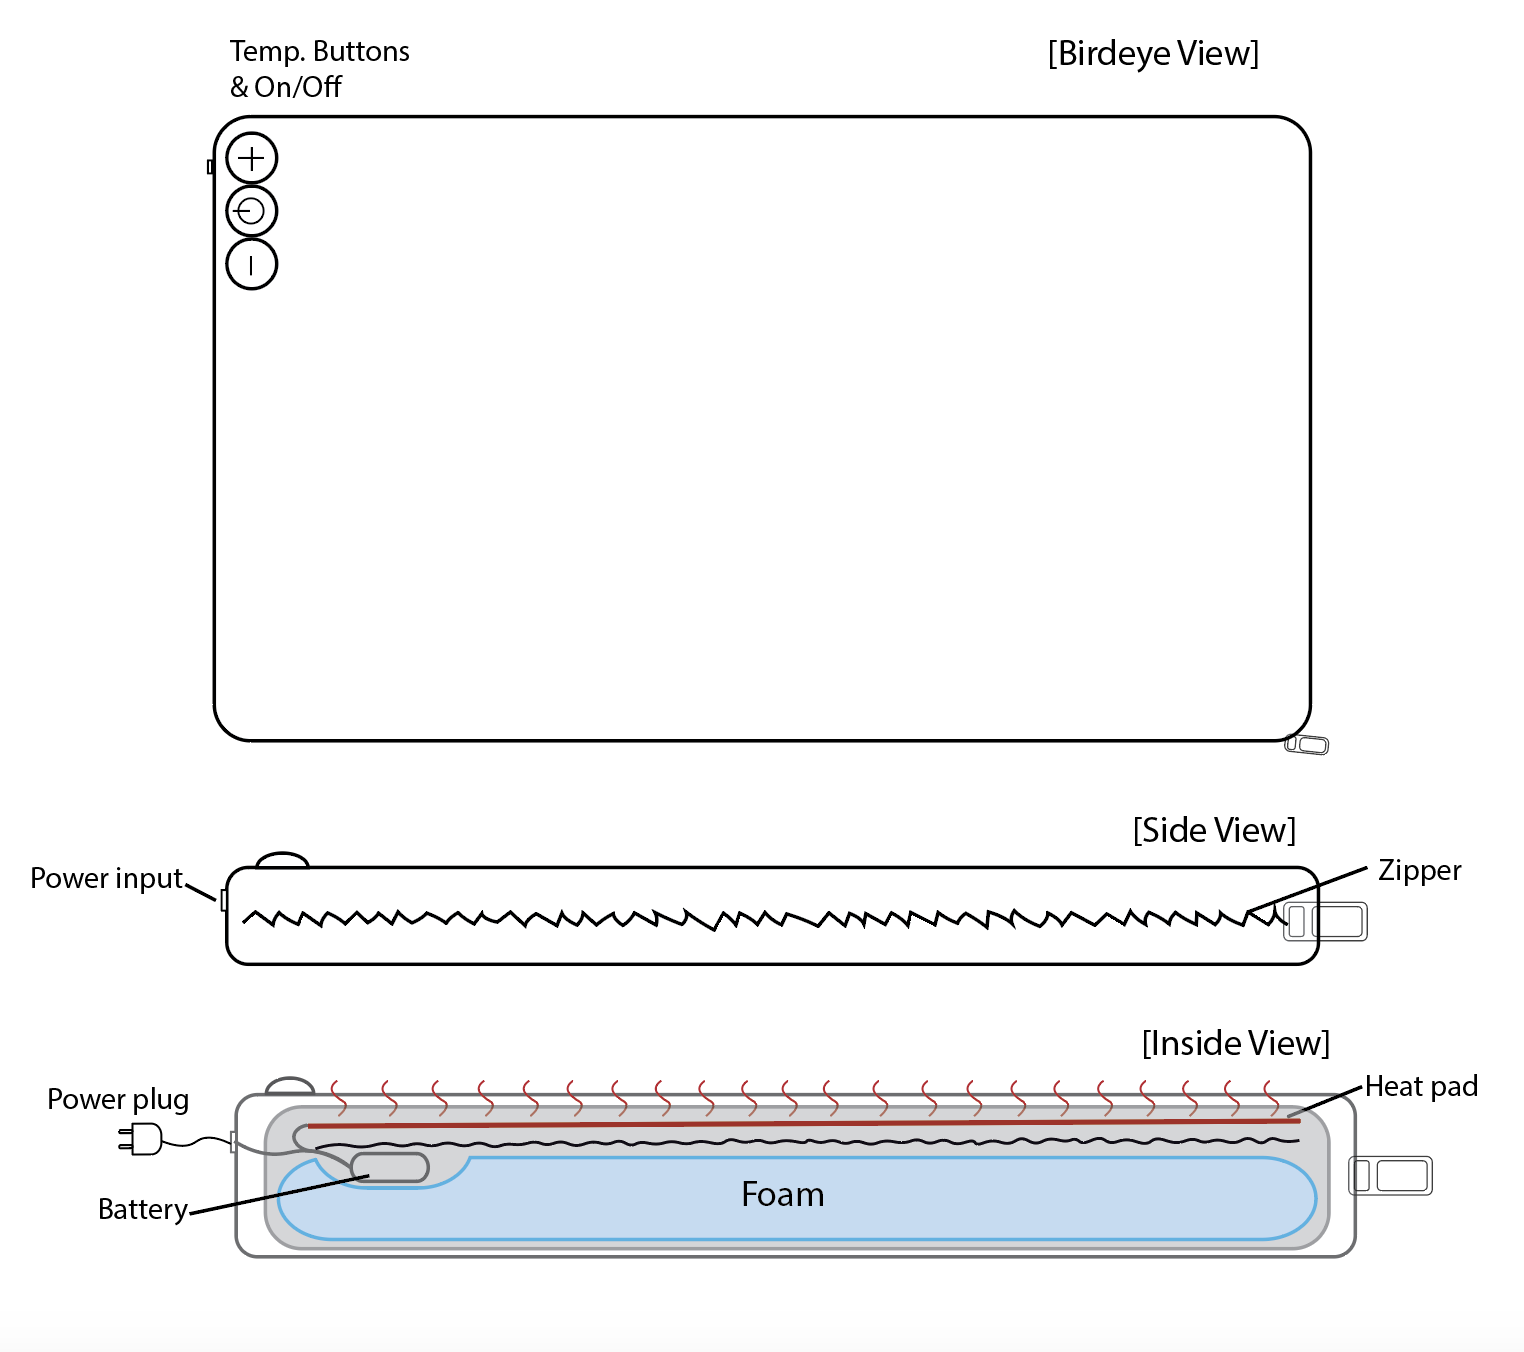 Temp. Buttons
& On/Off
[Birdeye View]
[Side View]
Power input
Zipper
[Inside View]
Power plug
Heat pad
Battery
Foam